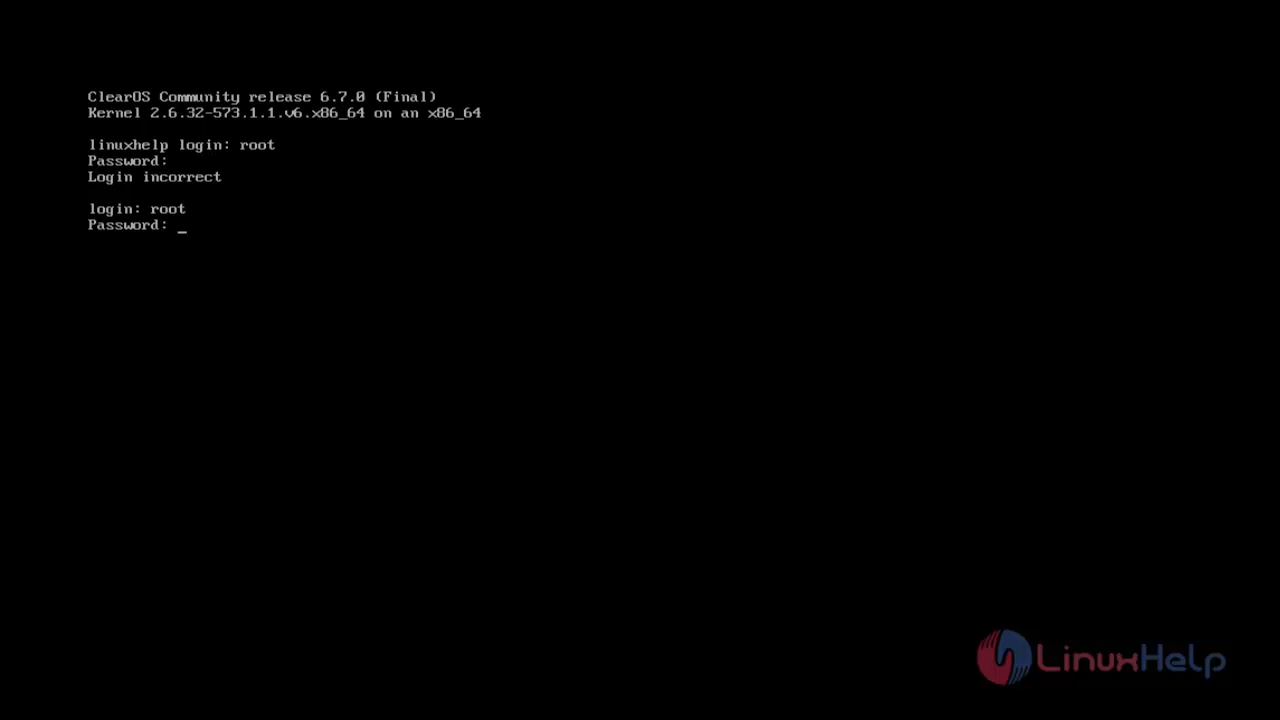 ClearOS Community release 6.7.0 (Final)
Kernel 2.6.32-573.1.1.v6.x86_64 on an x86_64
linuxhelp login: root
Password:
Login incorrect
login: root
Password: _
LinuxHelp